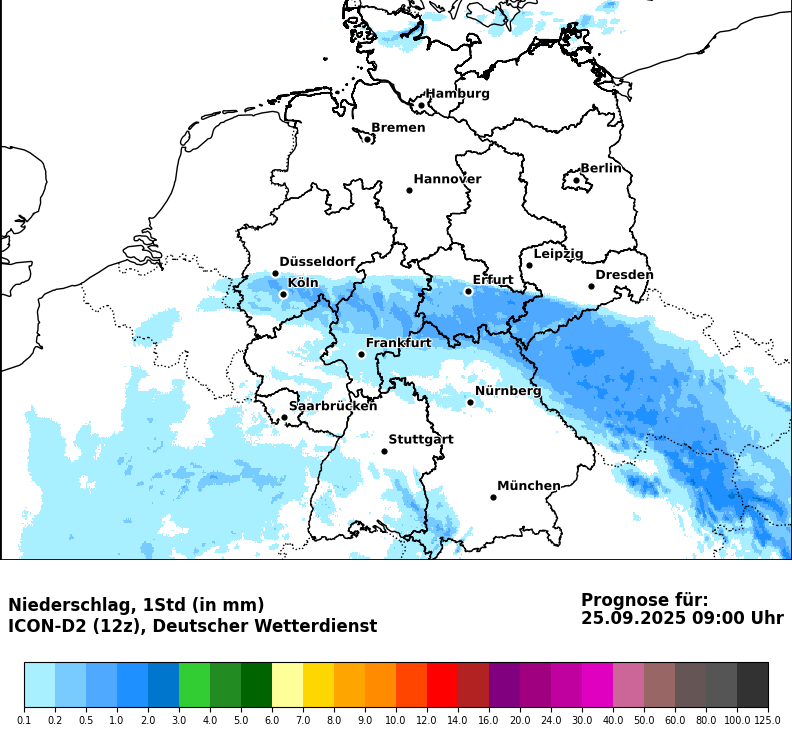 Hamburg
Bremen
Berlin
Hannover
Leipzig
Düsseldorf
Dresden
Köln
Erfurt
Frankfurt
Nürnberg
Saarbrücken
Stuttgart
München
Niederschlag, 1Std (in mm)
ICON-D2 (12z), Deutscher Wetterdienst
Prognose für:
25.09.2025 09:00 Uhr
0.1 0.2 0.5 1.0 2.0 3.0 4.0 5.0 6.0 7.0 8.0 9.0 10.0 12.0 14.0 16.0 20.0 24.0 30.0 40.0 50.0 60.0 80.0 100.0 125.0